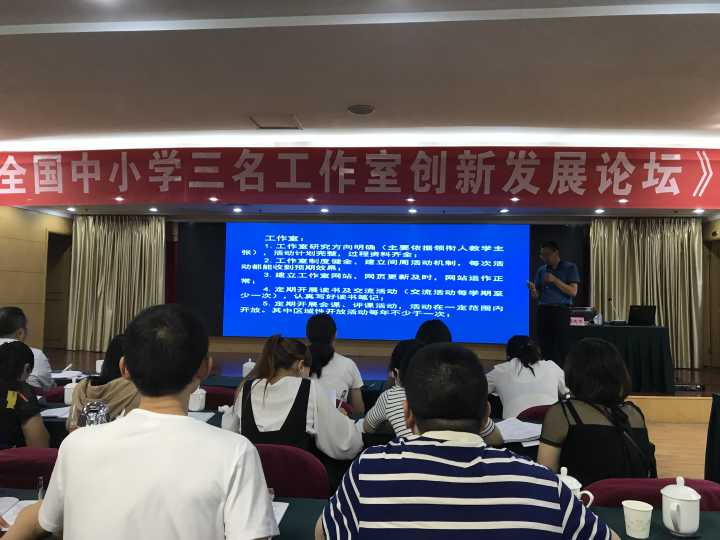 全国中小学三名工作室创新发展论坛》
工作室:
1.工作室研究方向明确（主要依据领衔人教学主
张），活动计划完整，过程资料齐全;
2.工作室制度健全、建立间周活动机制，每次活
动都能收到预期效果;
3.建立工作室网站、网页更新及时，网站运作正
常;
4.定期开展读书及交流活动（交流活动每学期至
少一次），认真写好读书笔记;
5.定期开展会课、评课活动，活动在一定范围内
开放、其中区域性开放活动每年不少于一次;